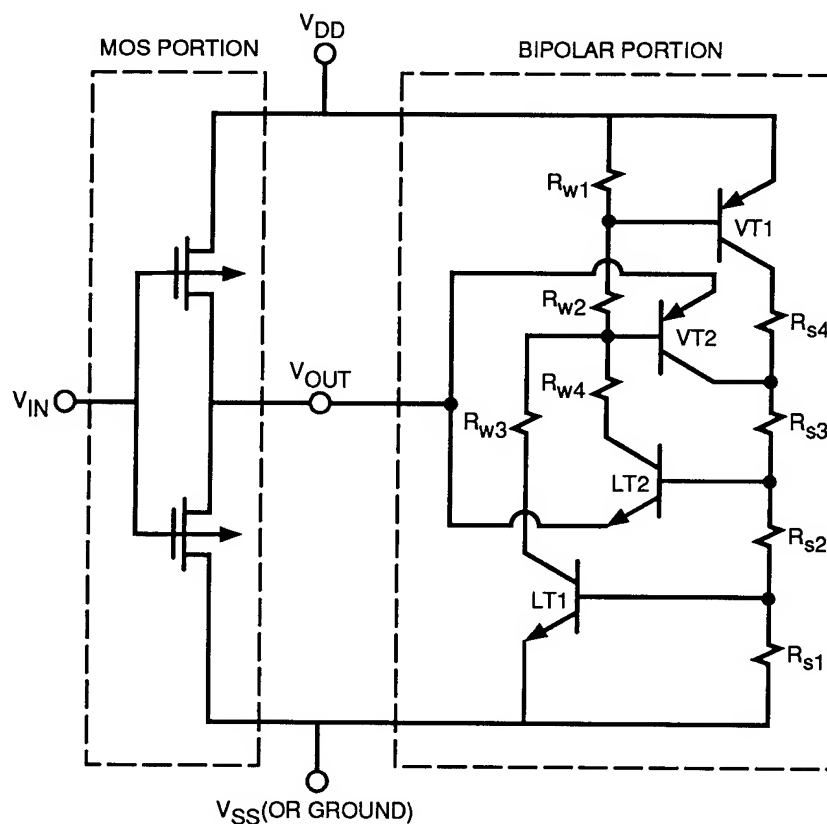 MOS PORTION
V_DD
BIPOLAR PORTION
R_w1
VT1
R_w2
R_s4
VT2
V_OUT
V_IN
R_w4
R_w3
R_s3
LT2
R_s2
LT1
R_s1
V_SS(OR GROUND)